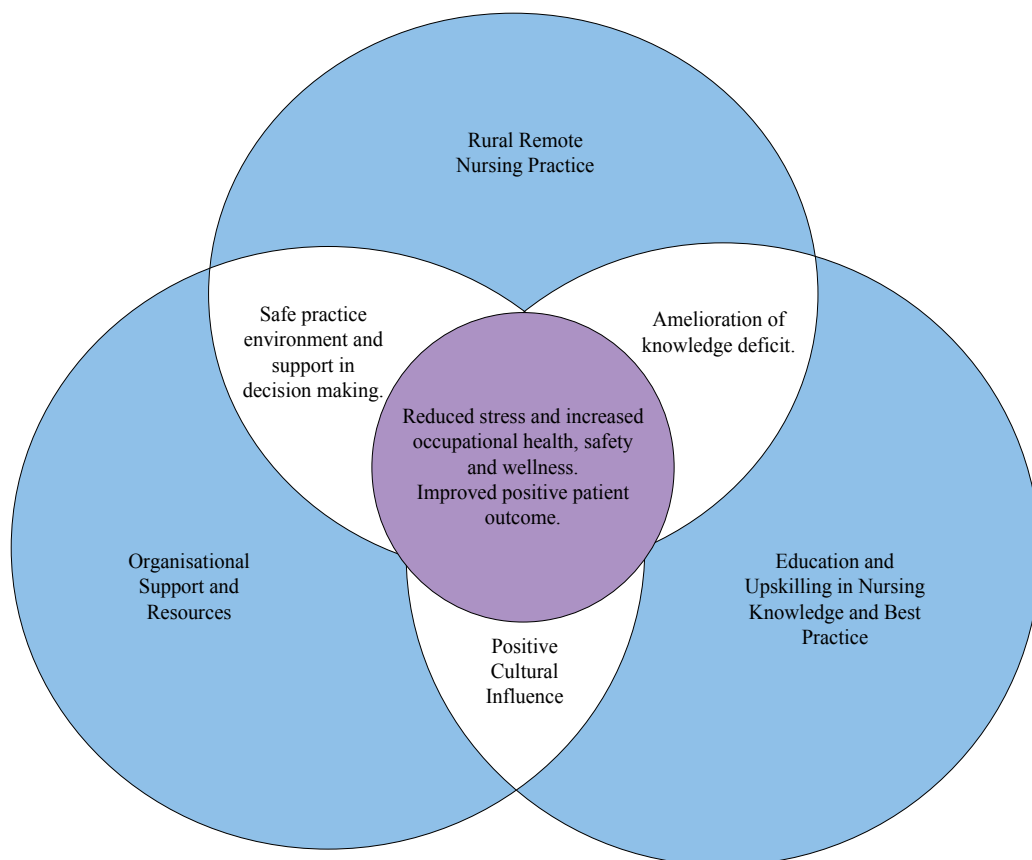 Rural Remote
Nursing Practice
Safe practice
environment and
support in
decision making.
Amelioration of
knowledge deficit.
Reduced stress and increased
occupational health, safety
and wellness.
Improved positive patient
outcome.
Organisational
Support and
Resources
Education and
Upskilling in Nursing
Knowledge and Best
Practice
Positive
Cultural
Influence